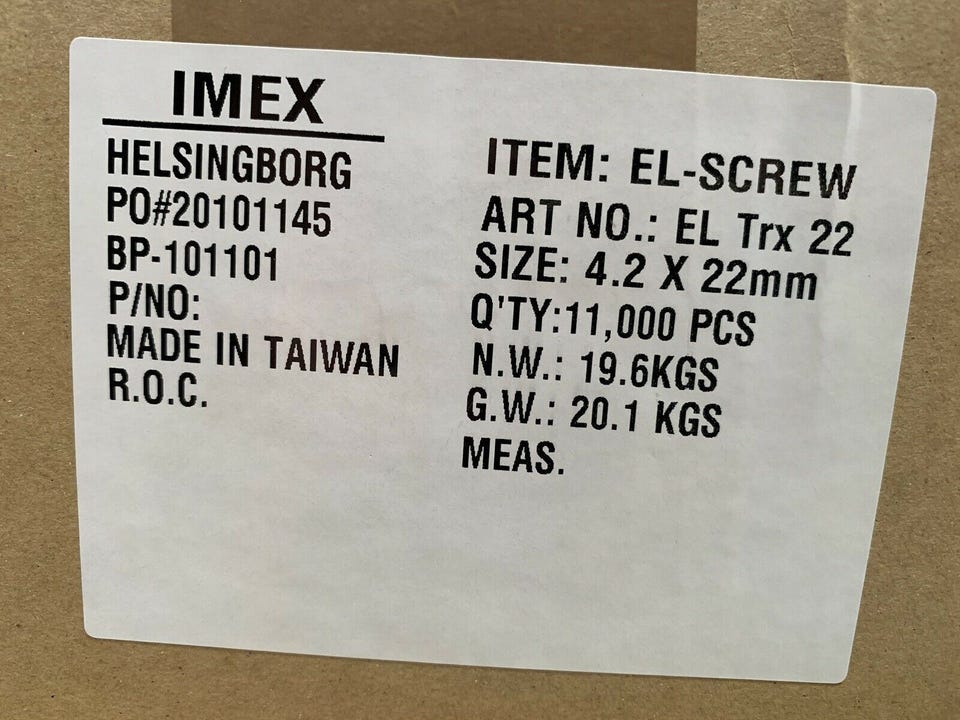 IMEX
HELSINGBORG
PO#20101145
BP-101101
P/NO:
MADE IN TAIWAN
R.O.C.
ITEM: EL-SCREW
ART NO.: EL Trx 22
SIZE: 4.2 X 22mm
Q'TY:11,000 PCS
N.W.: 19.6KGS
G.W.: 20.1 KGS
MEAS.